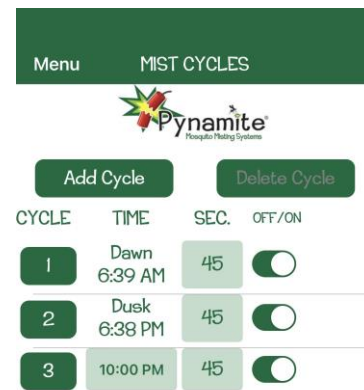 Menu MIST CYCLES
Pynamite®
Mosquito Misting Systems
Add Cycle Delete Cycle
CYCLE TIME SEC. OFF/ON
1 Dawn 6:39 AM 45
2 Dusk 6:38 PM 45
3 10:00 PM 45